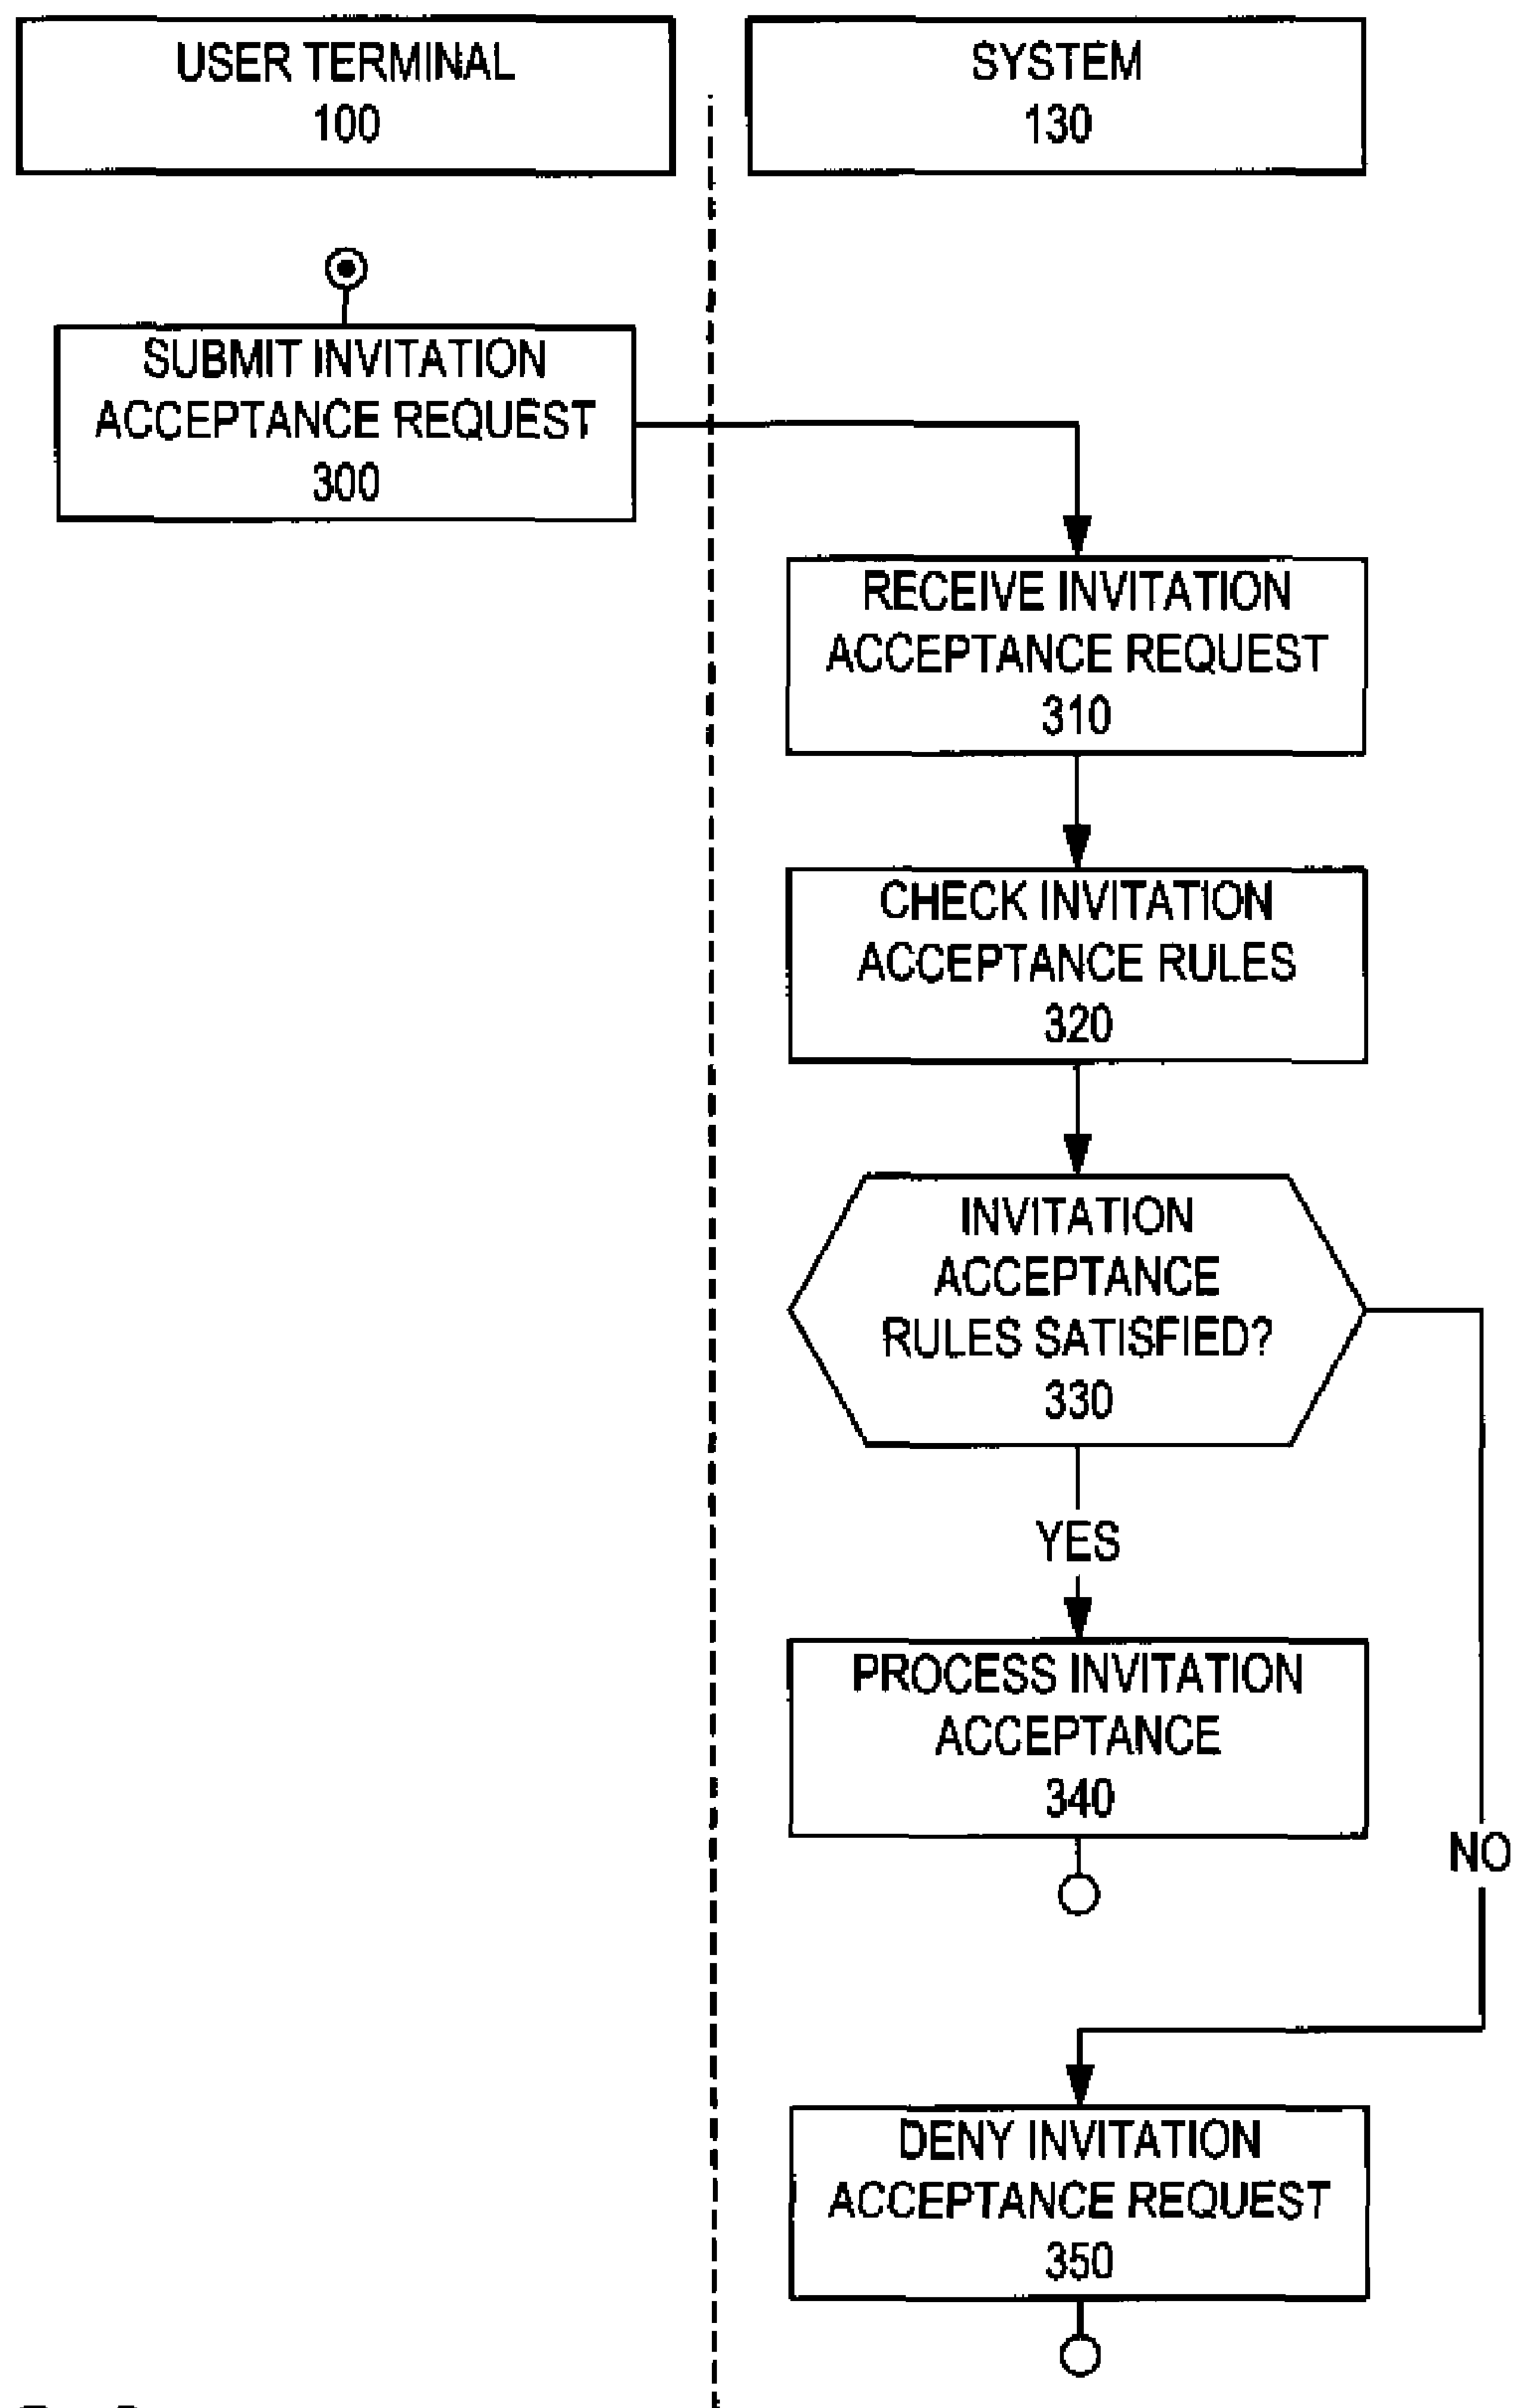 USER TERMINAL
100
SYSTEM
130
SUBMIT INVITATION
ACCEPTANCE REQUEST
300
RECEIVE INVITATION
ACCEPTANCE REQUEST
310
CHECK INVITATION
ACCEPTANCE RULES
320
INVITATION
ACCEPTANCE
RULES SATISFIED?
330
YES
PROCESS INVITATION
ACCEPTANCE
340
NO
DENY INVITATION
ACCEPTANCE REQUEST
350